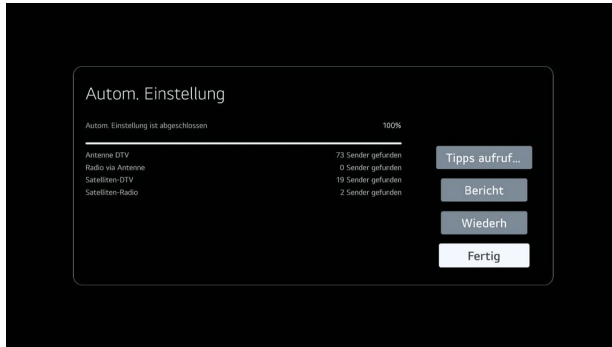 Autom. Einstellung
Autom. Einstellung ist abgeschlossen 100%
Antenne DTV 73 Sender gefunden
Radio via Antenne 0 Sender gefunden
Satelliten-DTV 19 Sender gefunden
Satelliten-Radio 2 Sender gefunden
Tipps aufruf...
Bericht
Wiederh
Fertig